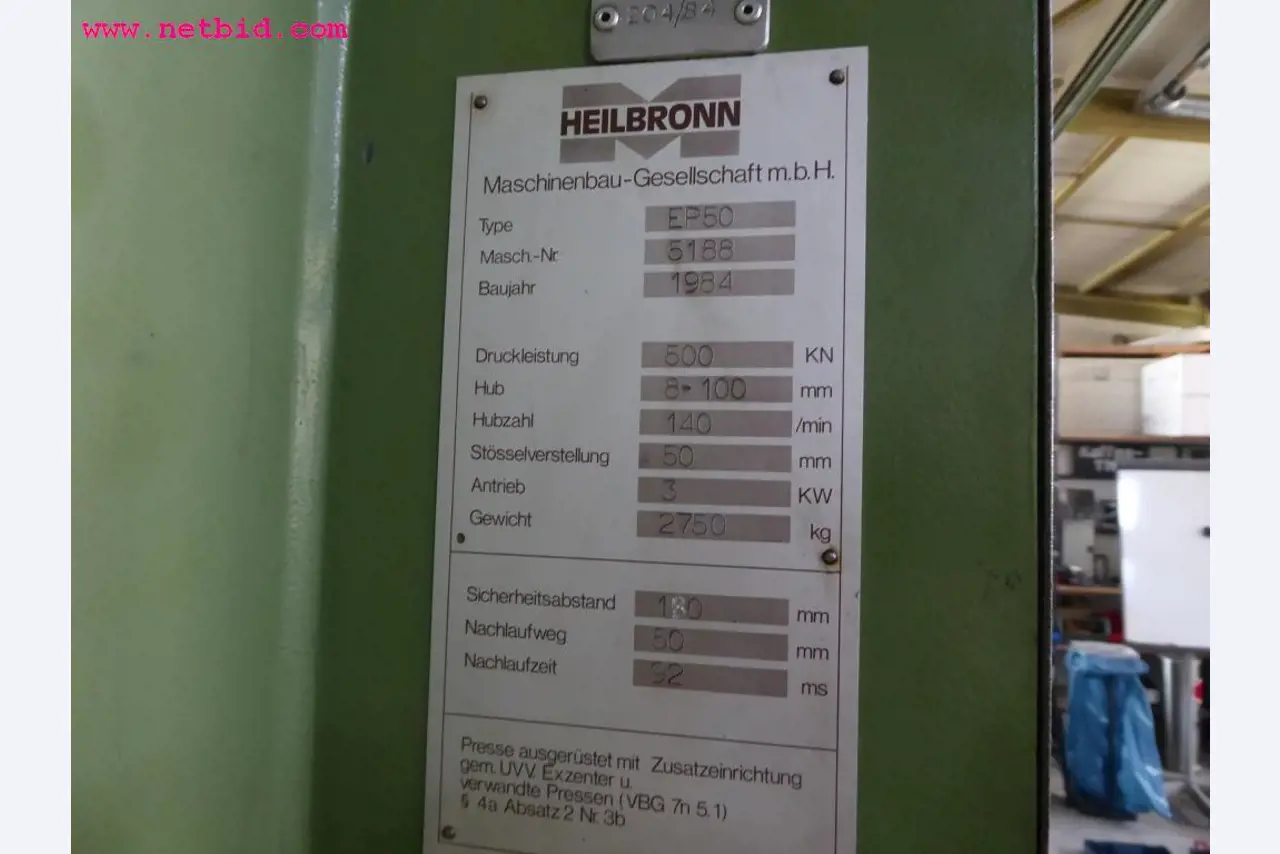 www.netbid.com
204/84
HEILBRONN
Maschinenbau-Gesellschaft m.b.H.
Type EP50
Masch.-Nr. 5188
Baujahr 1984
Druckleistung 500 KN
Hub 8-100 mm
Hubzahl 140 /min
Stösselverstellung 50 mm
Antrieb 3 KW
Gewicht 2750 kg
Sicherheitsabstand mm
Nachlaufweg mm
Nachlaufzeit 92 ms
Presse ausgerüstet mit Zusatzeinrichtung
gem. UVV. Exzenter u.
verwandte Pressen (VBG 7n 5.1)
§ 4a Absatz 2 Nr. 3b